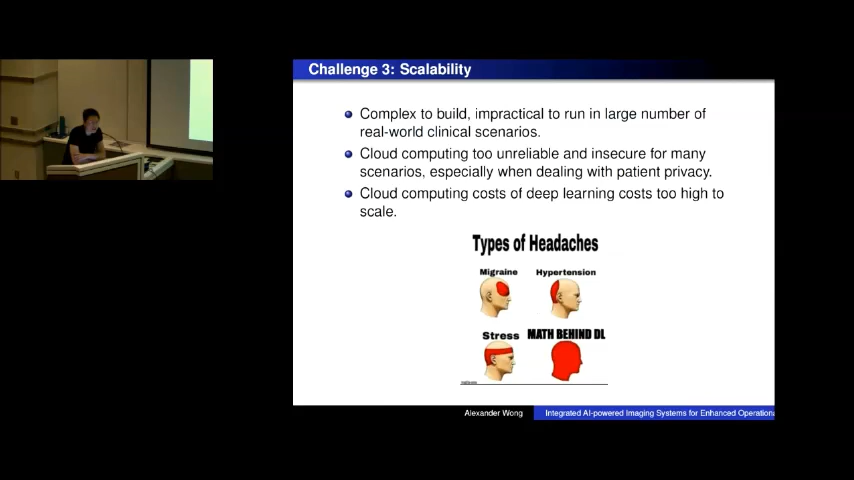 Challenge 3: Scalability
Complex to build, impractical to run in large number of
real-world clinical scenarios.
Cloud computing too unreliable and insecure for many
scenarios, especially when dealing with patient privacy.
Cloud computing costs of deep learning costs too high to
scale.
Types of Headaches
Migraine Hypertension
Stress MATH BEHIND DL
Alexander Wong Integrated AI-powered Imaging Systems for Enhanced Operationa